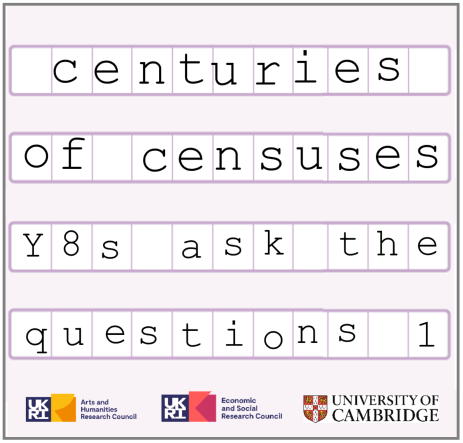 centuries
of censuses
Y8s ask the
questions 1
UKRI Arts and
Humanities
Research Council
UKRI Economic
and Social
Research Council
UNIVERSITY OF
CAMBRIDGE